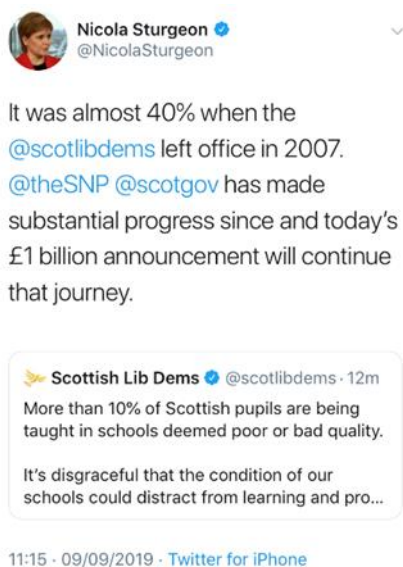 Nicola Sturgeon
@NicolaSturgeon
It was almost 40% when the
@scotlibdems left office in 2007.
@theSNP @scotgov has made
substantial progress since and today's
£1 billion announcement will continue
that journey.
Scottish Lib Dems @scotlibdems · 12m
More than 10% of Scottish pupils are being
taught in schools deemed poor or bad quality.
It's disgraceful that the condition of our
schools could distract from learning and pro...
11:15 · 09/09/2019 · Twitter for iPhone